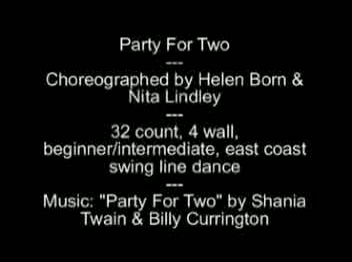 Party For Two
---
Choreographed by Helen Born &
Nita Lindley
---
32 count, 4 wall,
beginner/intermediate, east coast
swing line dance
---
Music: "Party For Two" by Shania
Twain & Billy Currington